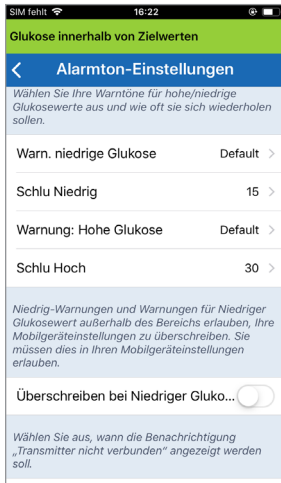 SIM fehlt 16:22
Glukose innerhalb von Zielwerten
Alarmton-Einstellungen
Wählen Sie Ihre Warntöne für hohe/niedrige
Glukosewerte aus und wie oft sie sich wiederholen
sollen.
Warn. niedrige Glukose Default
Schlu Niedrig 15
Warnung: Hohe Glukose Default
Schlu Hoch 30
Niedrig-Warnungen und Warnungen für Niedriger
Glukosewert außerhalb des Bereichs erlauben, Ihre
Mobilgeräteinstellungen zu überschreiben. Sie
müssen dies in Ihren Mobilgeräteinstellungen
erlauben.
Überschreiben bei Niedriger Gluko...
Wählen Sie aus, wann die Benachrichtigung
„Transmitter nicht verbunden" angezeigt werden
soll.